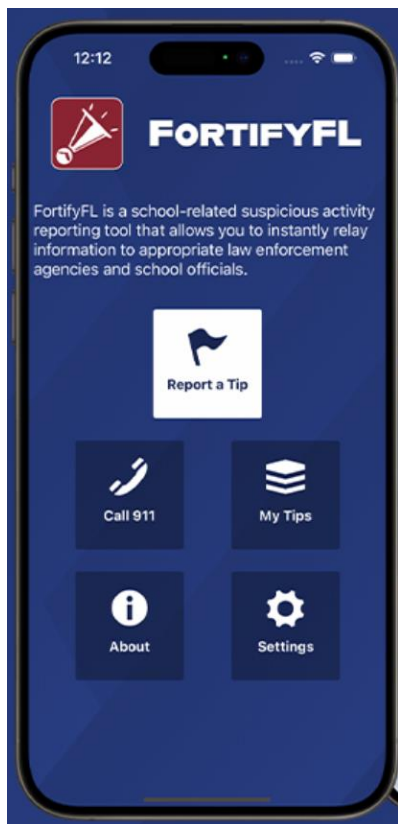 12:12
FORTIFYFL
FortifyFL is a school-related suspicious activity
reporting tool that allows you to instantly relay
information to appropriate law enforcement
agencies and school officials.
Report a Tip
Call 911
My Tips
About
Settings